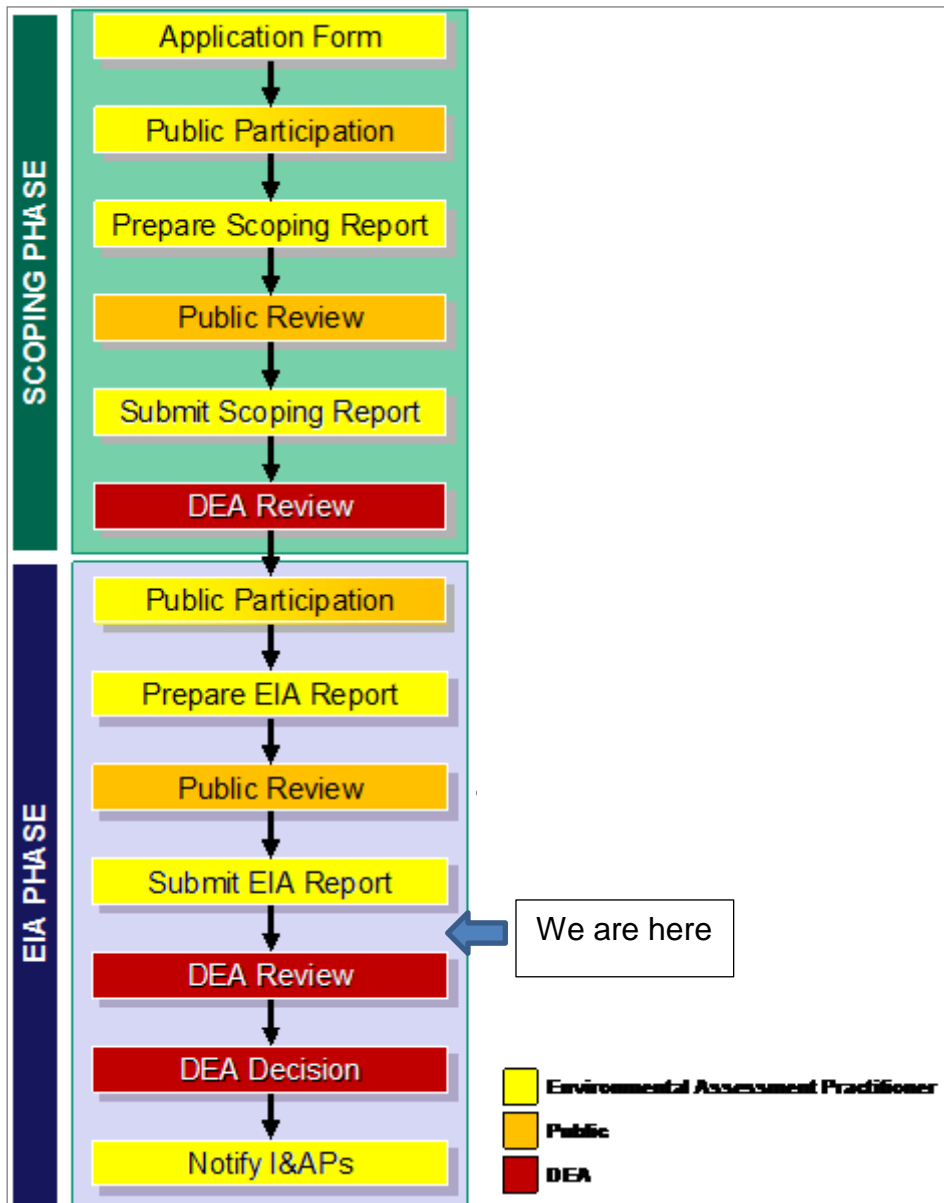 SCOPING PHASE
Application Form
Public Participation
Prepare Scoping Report
Public Review
Submit Scoping Report
DEA Review
EIA PHASE
Public Participation
Prepare EIA Report
Public Review
Submit EIA Report
We are here
DEA Review
DEA Decision
Notify I&APs
Environmental Assessment Practitioner
Public
DEA